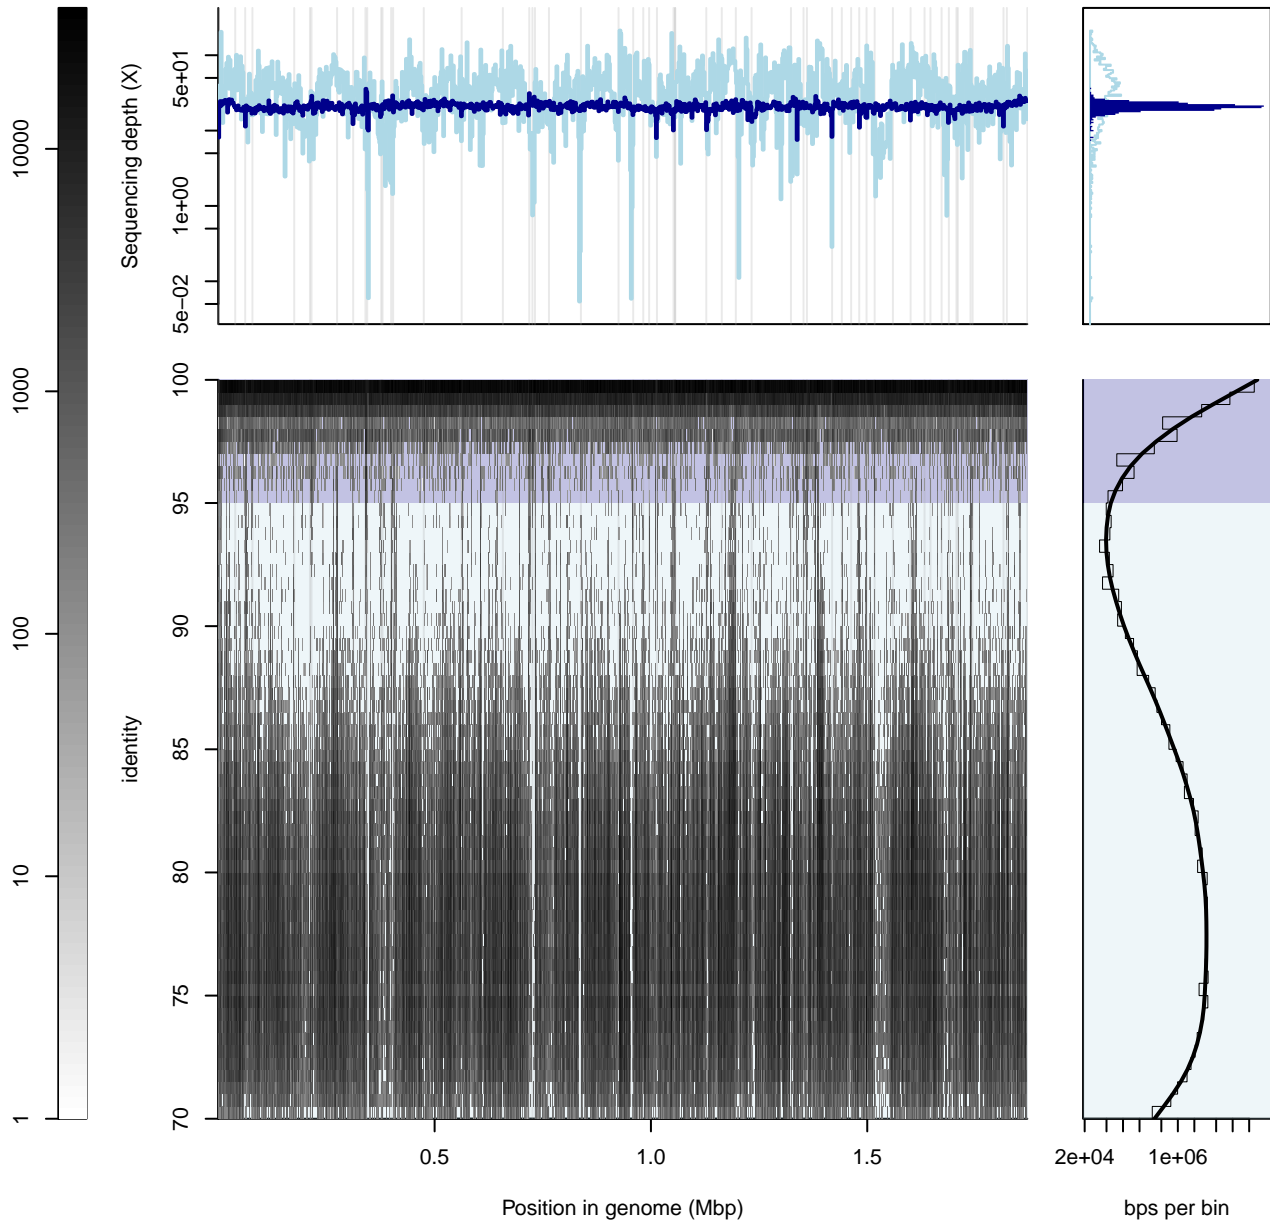 10000
1000
100
10
1
Sequencing depth (X)
5e+01
1e+00
5e−02
identity
100
95
90
85
80
75
70
0.5
1.0
1.5
Position in genome (Mbp)
2e+04
1e+06
bps per bin